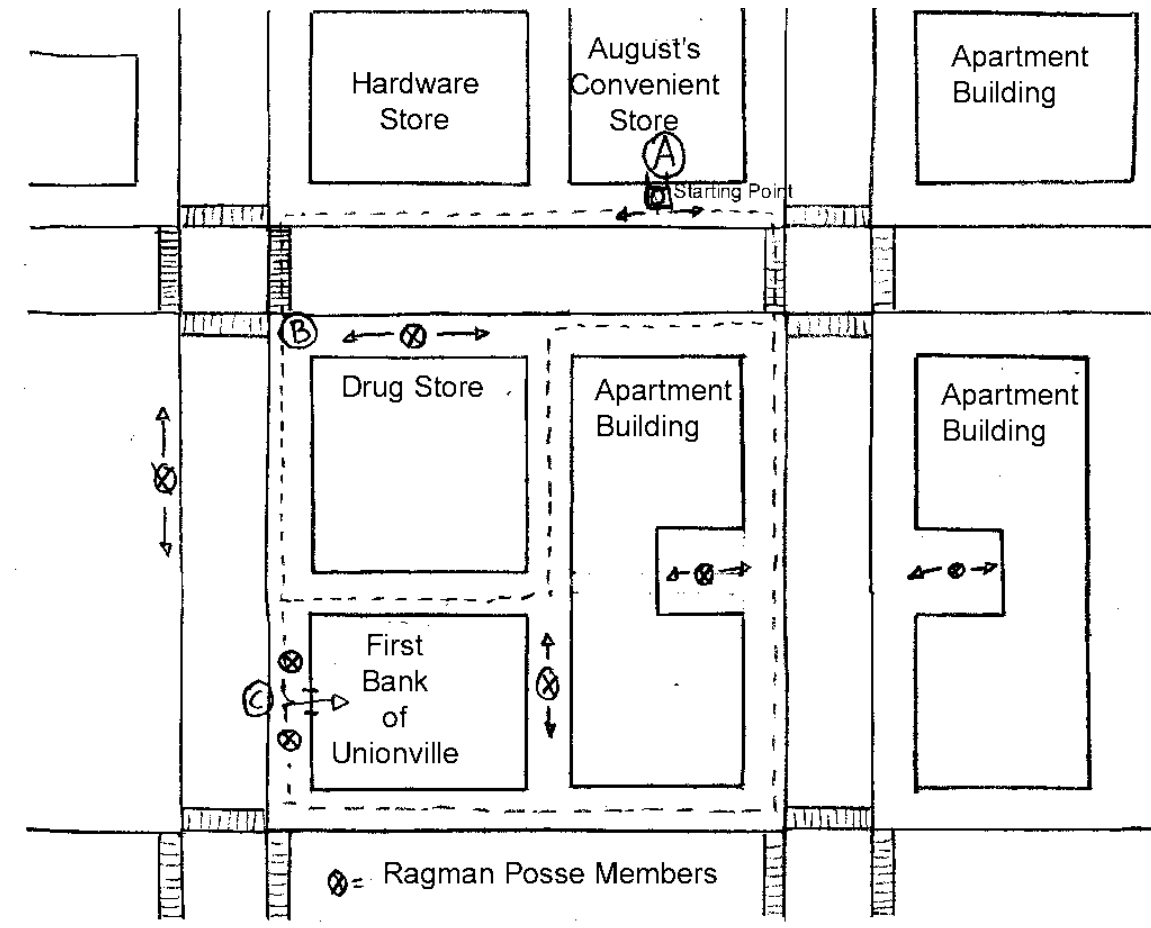 Hardware
Store
August's
Convenient
Store
Apartment
Building
A
Starting Point
B
Drug Store
Apartment
Building
Apartment
Building
First
Bank
of
Unionville
C
= Ragman Posse Members